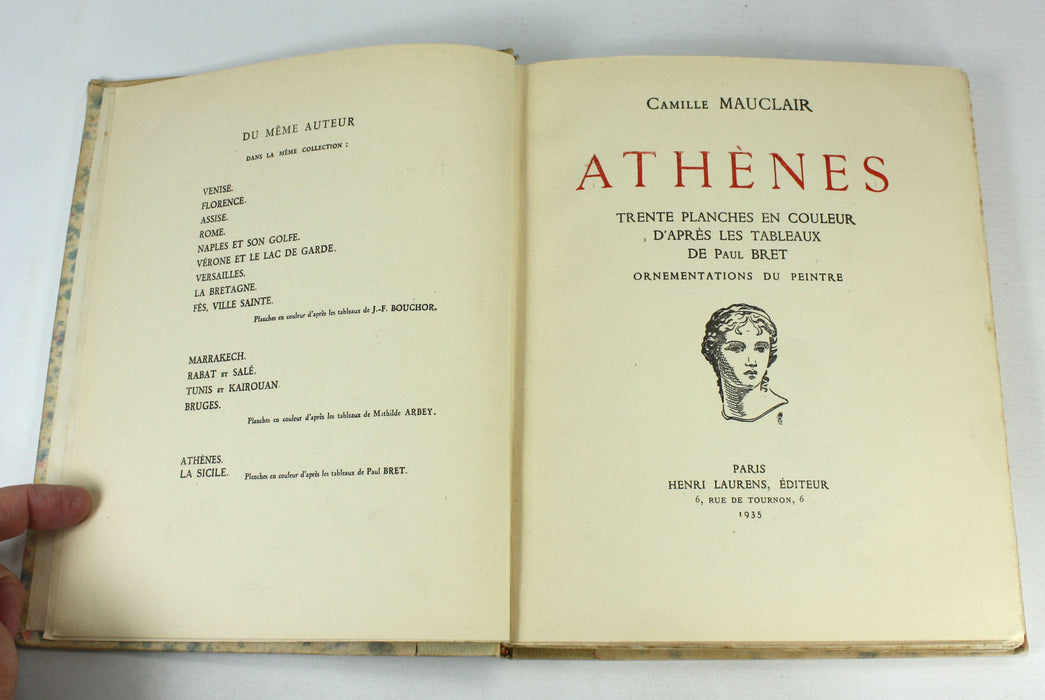 DU MÊME AUTEUR
DANS LA MÊME COLLECTION :
VENISE.
FLORENCE.
ASSISE.
ROME.
NAPLES ET SON GOLFE.
VÉRONE ET LE LAC DE GARDE.
VERSAILLES.
LA BRETAGNE.
FÈS, VILLE SAINTE.
Planches en couleur d'après les tableaux de J.-F. BOUCHOR.
MARRAKECH.
RABAT ET SALÉ.
TUNIS ET KAIROUAN.
BRUGES.
Planches en couleur d'après les tableaux de Mathilde ARBEY.
ATHÈNES.
LA SICILE. Planches en couleur d'après les tableaux de Paul BRET.
CAMILLE MAUCLAIR
ATHÈNES
TRENTE PLANCHES EN COULEUR
D'APRÈS LES TABLEAUX
DE PAUL BRET
ORNEMENTATIONS DU PEINTRE
PARIS
HENRI LAURENS, ÉDITEUR
6, RUE DE TOURNON, 6
1935